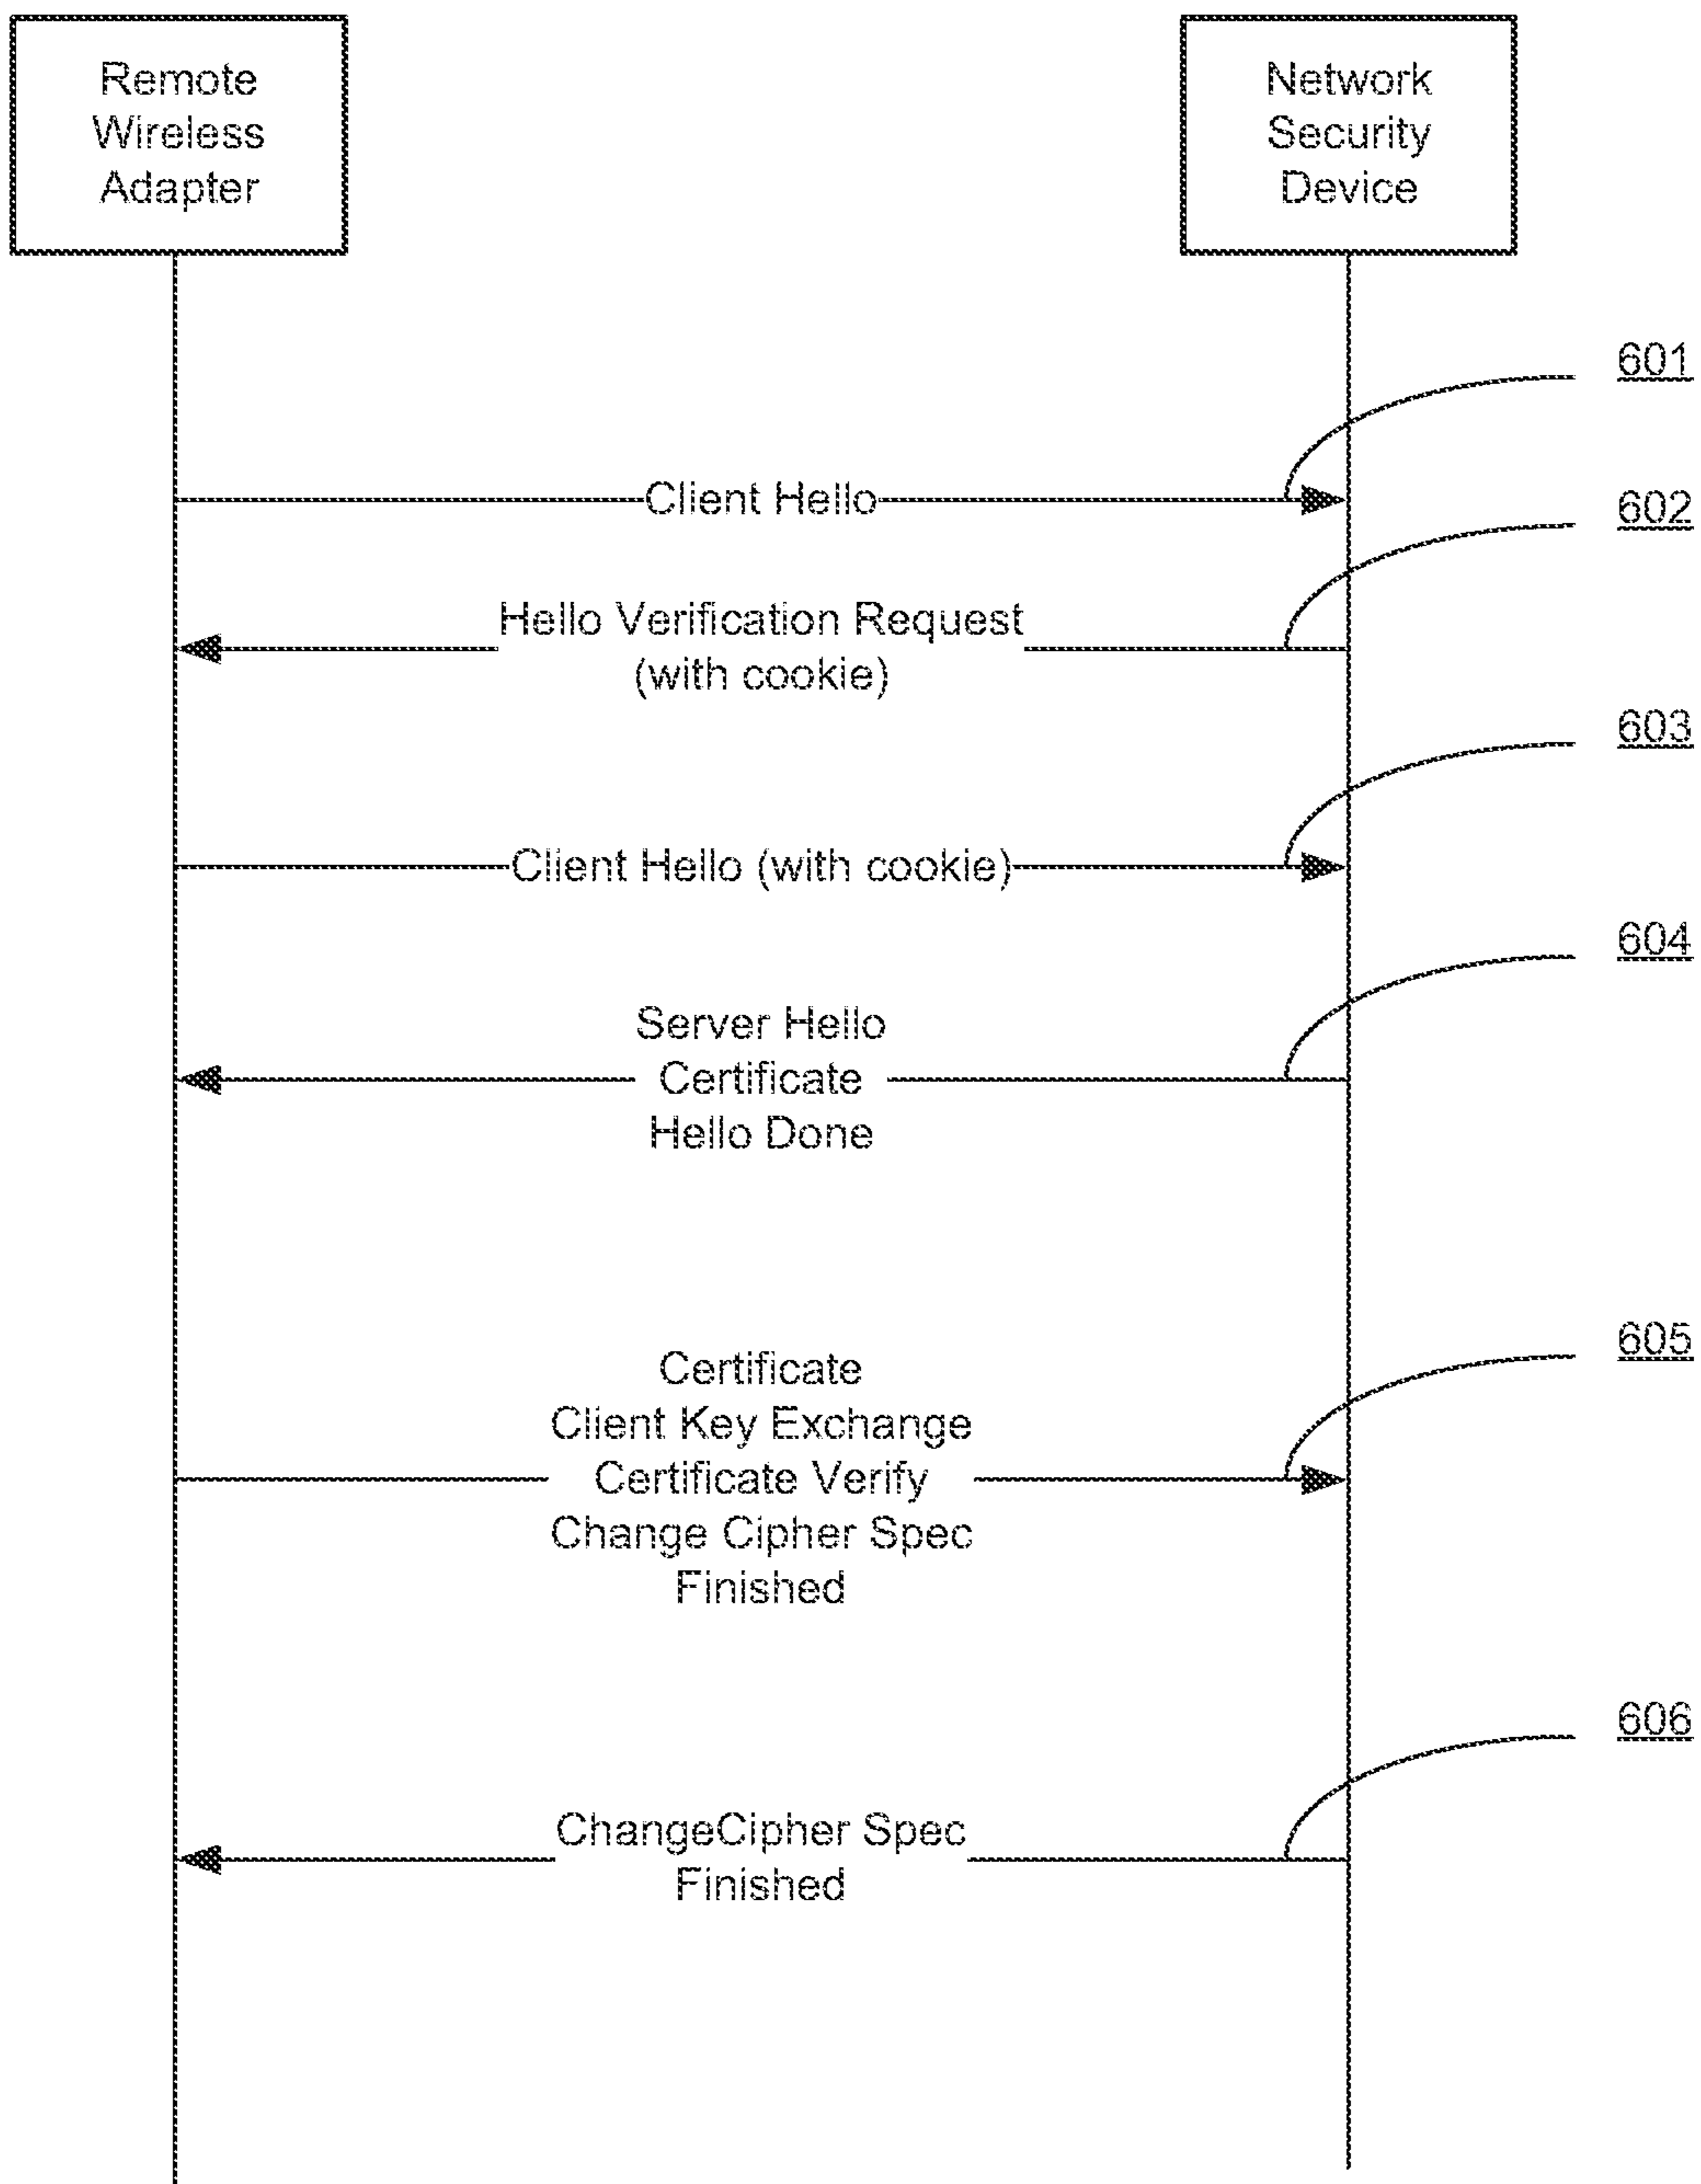 Remote
Wireless
Adapter
Network
Security
Device
601
Client Hello
602
Hello Verification Request
(with cookie)
603
Client Hello (with cookie)
604
Server Hello
Certificate
Hello Done
605
Certificate
Client Key Exchange
Certificate Verify
Change Cipher Spec
Finished
606
ChangeCipher Spec
Finished